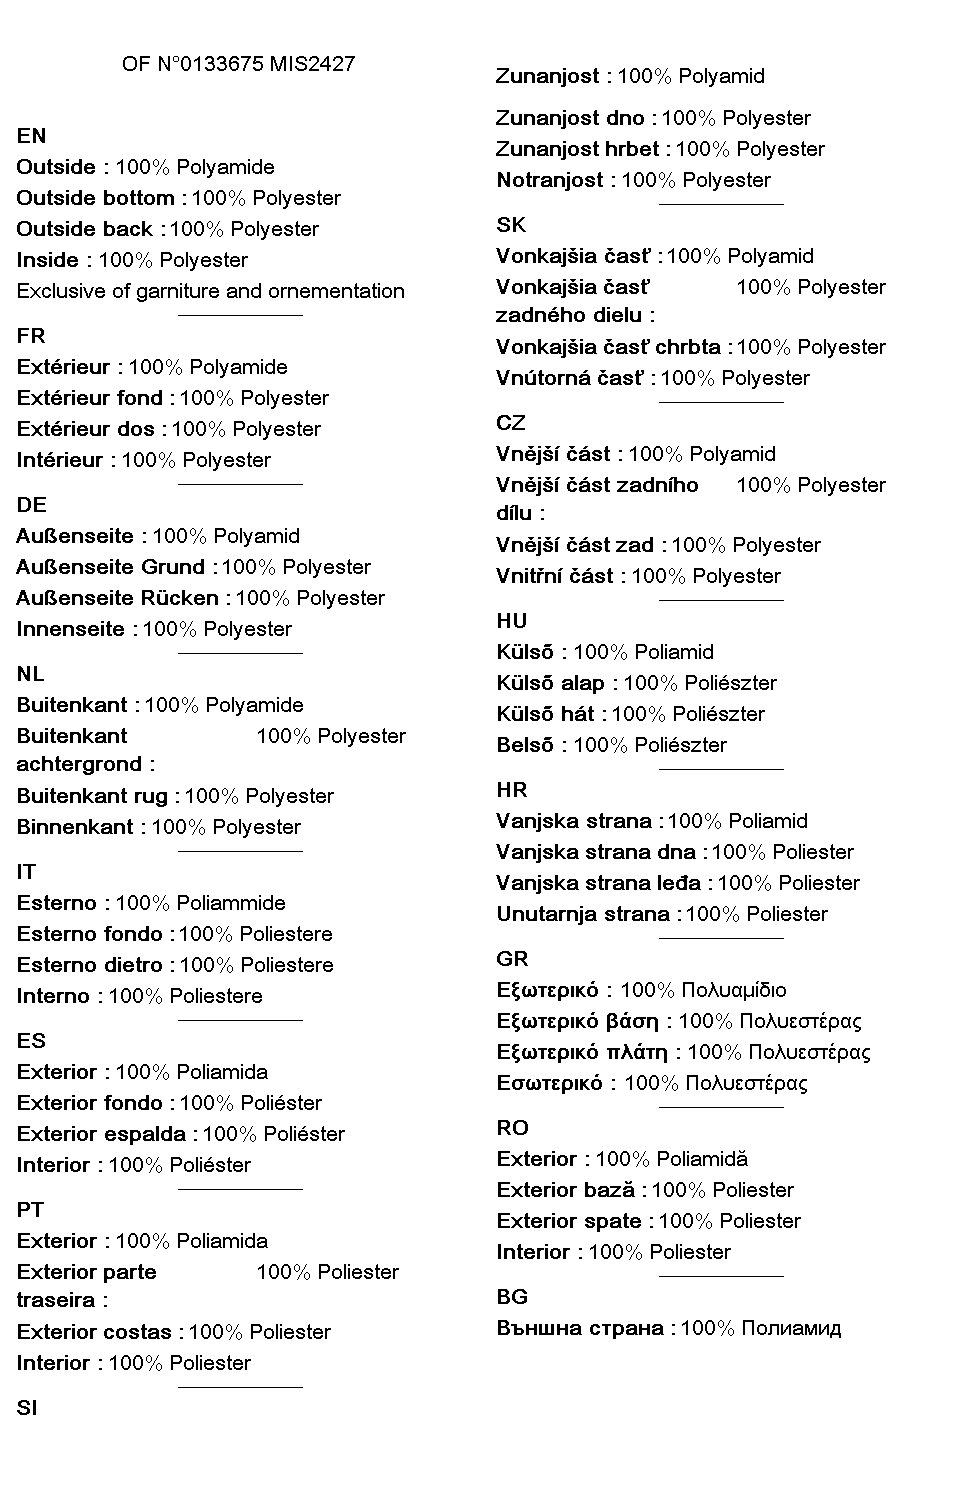 OF N°0133675 MIS2427
EN
Outside : 100% Polyamide
Outside bottom : 100% Polyester
Outside back : 100% Polyester
Inside : 100% Polyester
Exclusive of garniture and ornementation
FR
Extérieur : 100% Polyamide
Extérieur fond : 100% Polyester
Extérieur dos : 100% Polyester
Intérieur : 100% Polyester
DE
Außenseite : 100% Polyamid
Außenseite Grund : 100% Polyester
Außenseite Rücken : 100% Polyester
Innenseite : 100% Polyester
NL
Buitenkant : 100% Polyamide
Buitenkant 100% Polyester
achtergrond :
Buitenkant rug : 100% Polyester
Binnenkant : 100% Polyester
IT
Esterno : 100% Poliammide
Esterno fondo : 100% Poliestere
Esterno dietro : 100% Poliestere
Interno : 100% Poliestere
ES
Exterior : 100% Poliamida
Exterior fondo : 100% Poliéster
Exterior espalda : 100% Poliéster
Interior : 100% Poliéster
PT
Exterior : 100% Poliamida
Exterior parte 100% Poliester
traseira :
Exterior costas : 100% Poliester
Interior : 100% Poliester
SI
Zunanjost : 100% Polyamid
Zunanjost dno : 100% Polyester
Zunanjost hrbet : 100% Polyester
Notranjost : 100% Polyester
SK
Vonkajšia časť : 100% Polyamid
Vonkajšia časť 100% Polyester
zadného dielu :
Vonkajšia časť chrbta : 100% Polyester
Vnútorná časť : 100% Polyester
CZ
Vnější část : 100% Polyamid
Vnější část zadního 100% Polyester
dílu :
Vnější část zad : 100% Polyester
Vnitřní část : 100% Polyester
HU
Külső : 100% Poliamid
Külső alap : 100% Poliészter
Külső hát : 100% Poliészter
Belső : 100% Poliészter
HR
Vanjska strana : 100% Poliamid
Vanjska strana dna : 100% Poliester
Vanjska strana leđa : 100% Poliester
Unutarnja strana : 100% Poliester
GR
Εξωτερικό : 100% Πολυαμίδιο
Εξωτερικό βάση : 100% Πολυεστέρας
Εξωτερικό πλάτη : 100% Πολυεστέρας
Εσωτερικό : 100% Πολυεστέρας
RO
Exterior : 100% Poliamidă
Exterior bază : 100% Poliester
Exterior spate : 100% Poliester
Interior : 100% Poliester
BG
Външна страна : 100% Полиамид